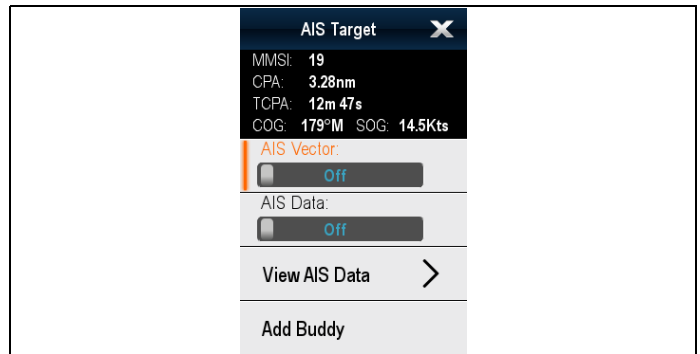 AIS Target
MMSI: 19
CPA: 3.28nm
TCPA: 12m 47s
COG: 179°M SOG: 14.5Kts
AIS Vector:
Off
AIS Data:
Off
View AIS Data
Add Buddy